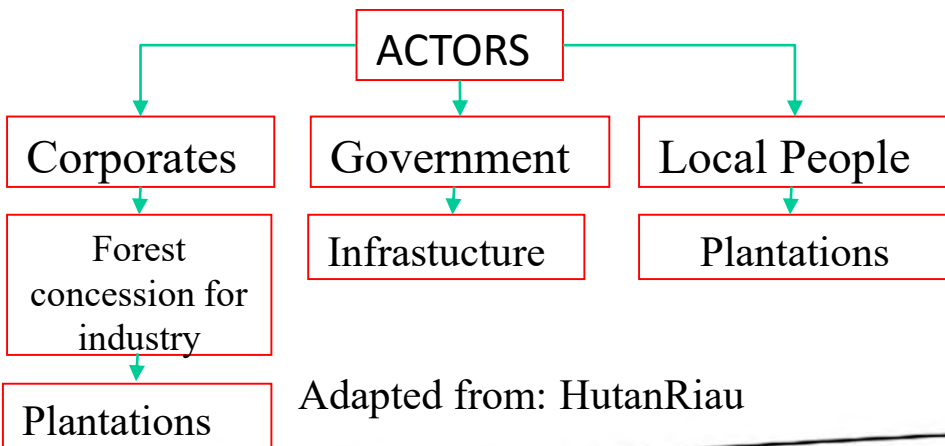 ACTORS
Corporates
Government
Local People
Forest
concession for
industry
Infrastucture
Plantations
Plantations
Adapted from: HutanRiau